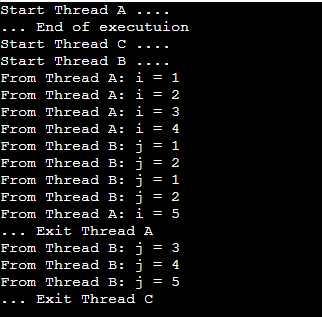 Start Thread A ....
... End of executuion
Start Thread C ....
Start Thread B ....
From Thread A: i = 1
From Thread A: i = 2
From Thread A: i = 3
From Thread A: i = 4
From Thread B: j = 1
From Thread B: j = 2
From Thread B: j = 1
From Thread B: j = 2
From Thread A: i = 5
... Exit Thread A
From Thread B: j = 3
From Thread B: j = 4
From Thread B: j = 5
... Exit Thread C